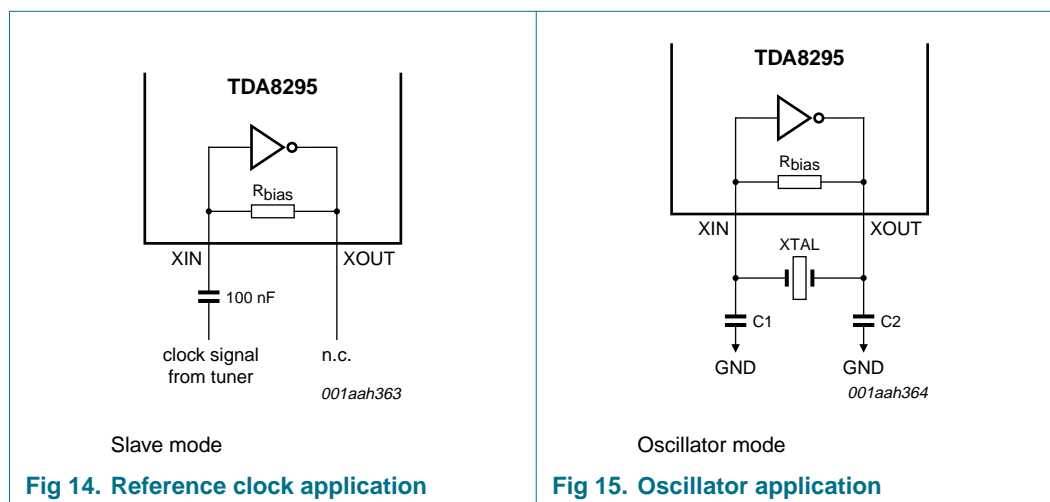 TDA8295
Rbias
XIN
XOUT
100 nF
clock signal
from tuner
n.c.
001aah363
Slave mode
Fig 14. Reference clock application
TDA8295
Rbias
XIN
XOUT
XTAL
C1
C2
GND
GND
001aah364
Oscillator mode
Fig 15. Oscillator application